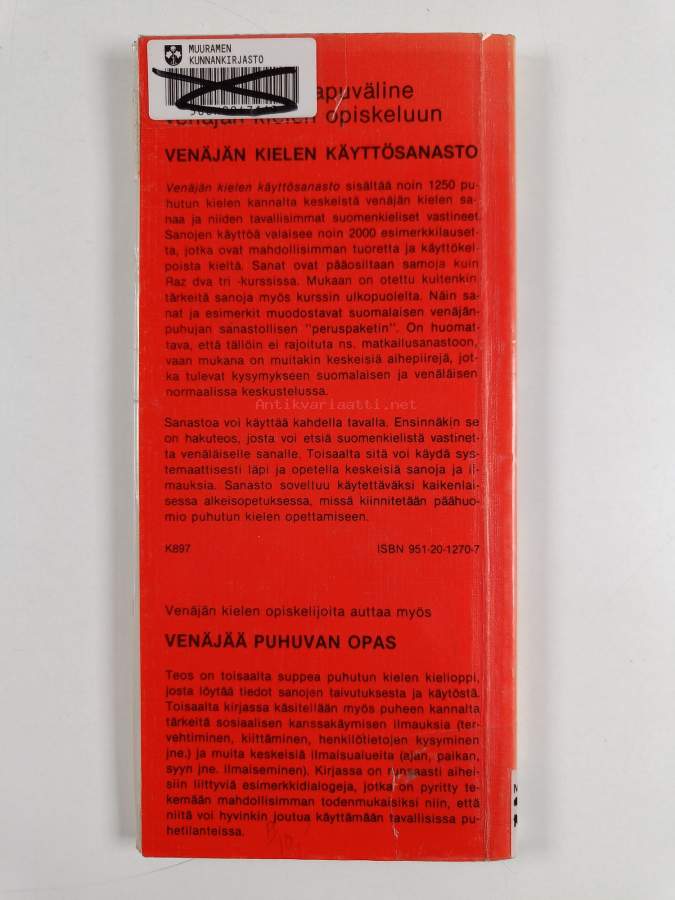 MUURAMEN
KUNNANKIRJASTO
apuväline
venäjän kielen opiskeluun
VENÄJÄN KIELEN KÄYTTÖSANASTO
Venäjän kielen käyttösanasto sisältää noin 1250 pu-
hutun kielen kannalta keskeistä venäjän kielen sa-
naa ja niiden tavallisimmat suomenkieliset vastineet
Sanojen käyttöä valaisee noin 2000 esimerkkilauset-
ta, jotka ovat mahdollisimman tuoretta ja käyttökel-
poista kieltä. Sanat ovat pääosiltaan samoja kuin
Raz dva tri -kurssissa. Mukaan on otettu kuitenkin
tärkeitä sanoja myös kurssin ulkopuolelta. Näin sa-
nat ja esimerkit muodostavat suomalaisen venäjän-
puhujan sanastollisen "peruspaketin". On huomat-
tava, että tällöin ei rajoituta ns. matkailusanastoon,
vaan mukana on muitakin keskeisiä aihepiirejä, jot-
ka tulevat kysymykseen suomalaisen ja venäläisen
normaalissa keskustelussa.
Antikvariaatti.net
Sanastoa voi käyttää kahdella tavalla. Ensinnäkin se
on hakuteos, josta voi etsiä suomenkielistä vastinet-
ta venäläiselle sanalle. Toisaalta sitä voi käydä sys-
temaattisesti läpi ja opetella keskeisiä sanoja ja il-
mauksia. Sanasto soveltuu käytettäväksi kaikenlai-
sessa alkeisopetuksessa, missä kiinnitetään päähuo-
mio puhutun kielen opettamiseen.
K897 ISBN 951-20-1270-7
Venäjän kielen opiskelijoita auttaa myös
VENÄJÄÄ PUHUVAN OPAS
Teos on toisaalta suppea puhutun kielen kielioppi,
josta löytää tiedot sanojen taivutuksesta ja käytöstä.
Toisaalta kirjassa käsitellään myös puheen kannalta
tärkeitä sosiaalisen kanssakäymisen ilmauksia (ter-
vehtiminen, kiittäminen, henkilötietojen kysyminen
jne.) ja muita keskeisiä ilmaisualueita (ajan, paikan,
syyn jne. ilmaiseminen). Kirjassa on runsaasti aihei-
siin liittyviä esimerkkidialogeja, jotka on pyritty te-
kemään mahdollisimman todenmukaisiksi niin, että
niitä voi hyvinkin joutua käyttämään tavallisissa pu-
hetilanteissa.